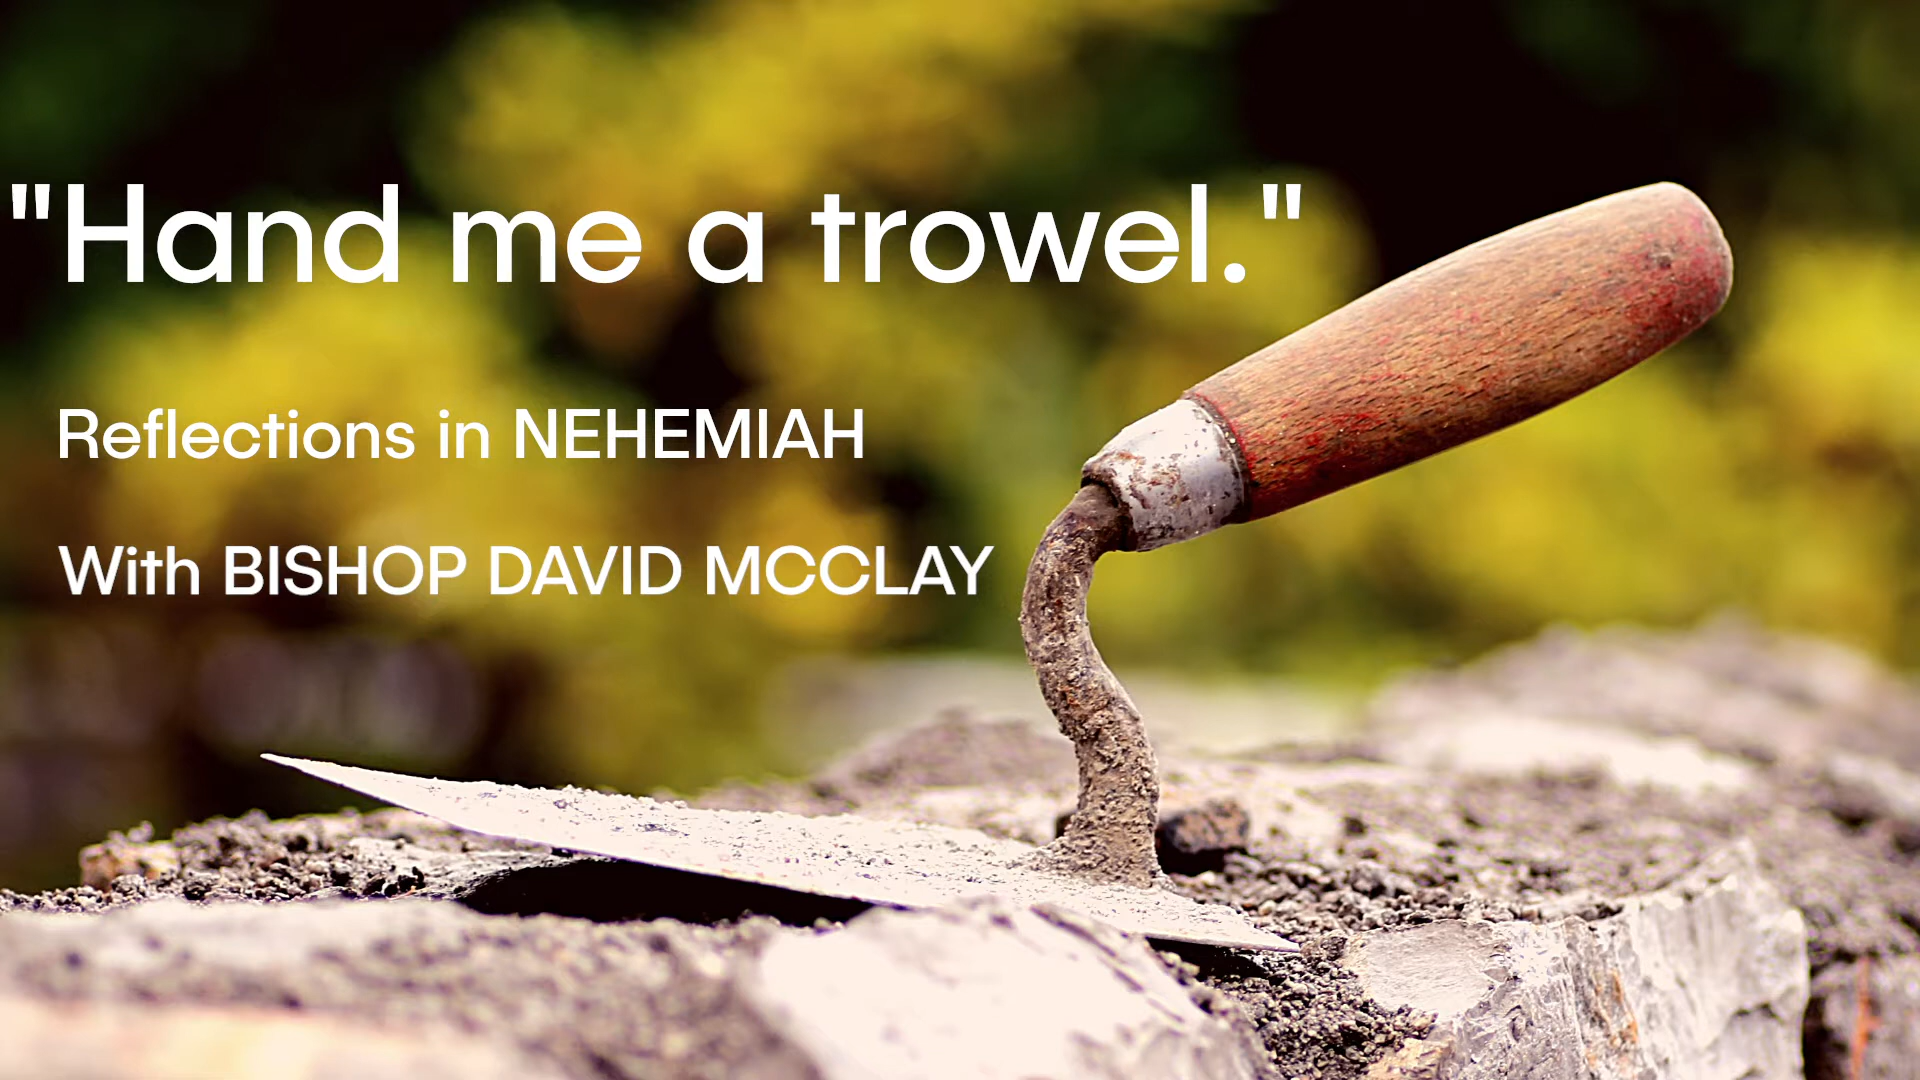 "Hand me a trowel."
Reflections in NEHEMIAH
With BISHOP DAVID MCCLAY